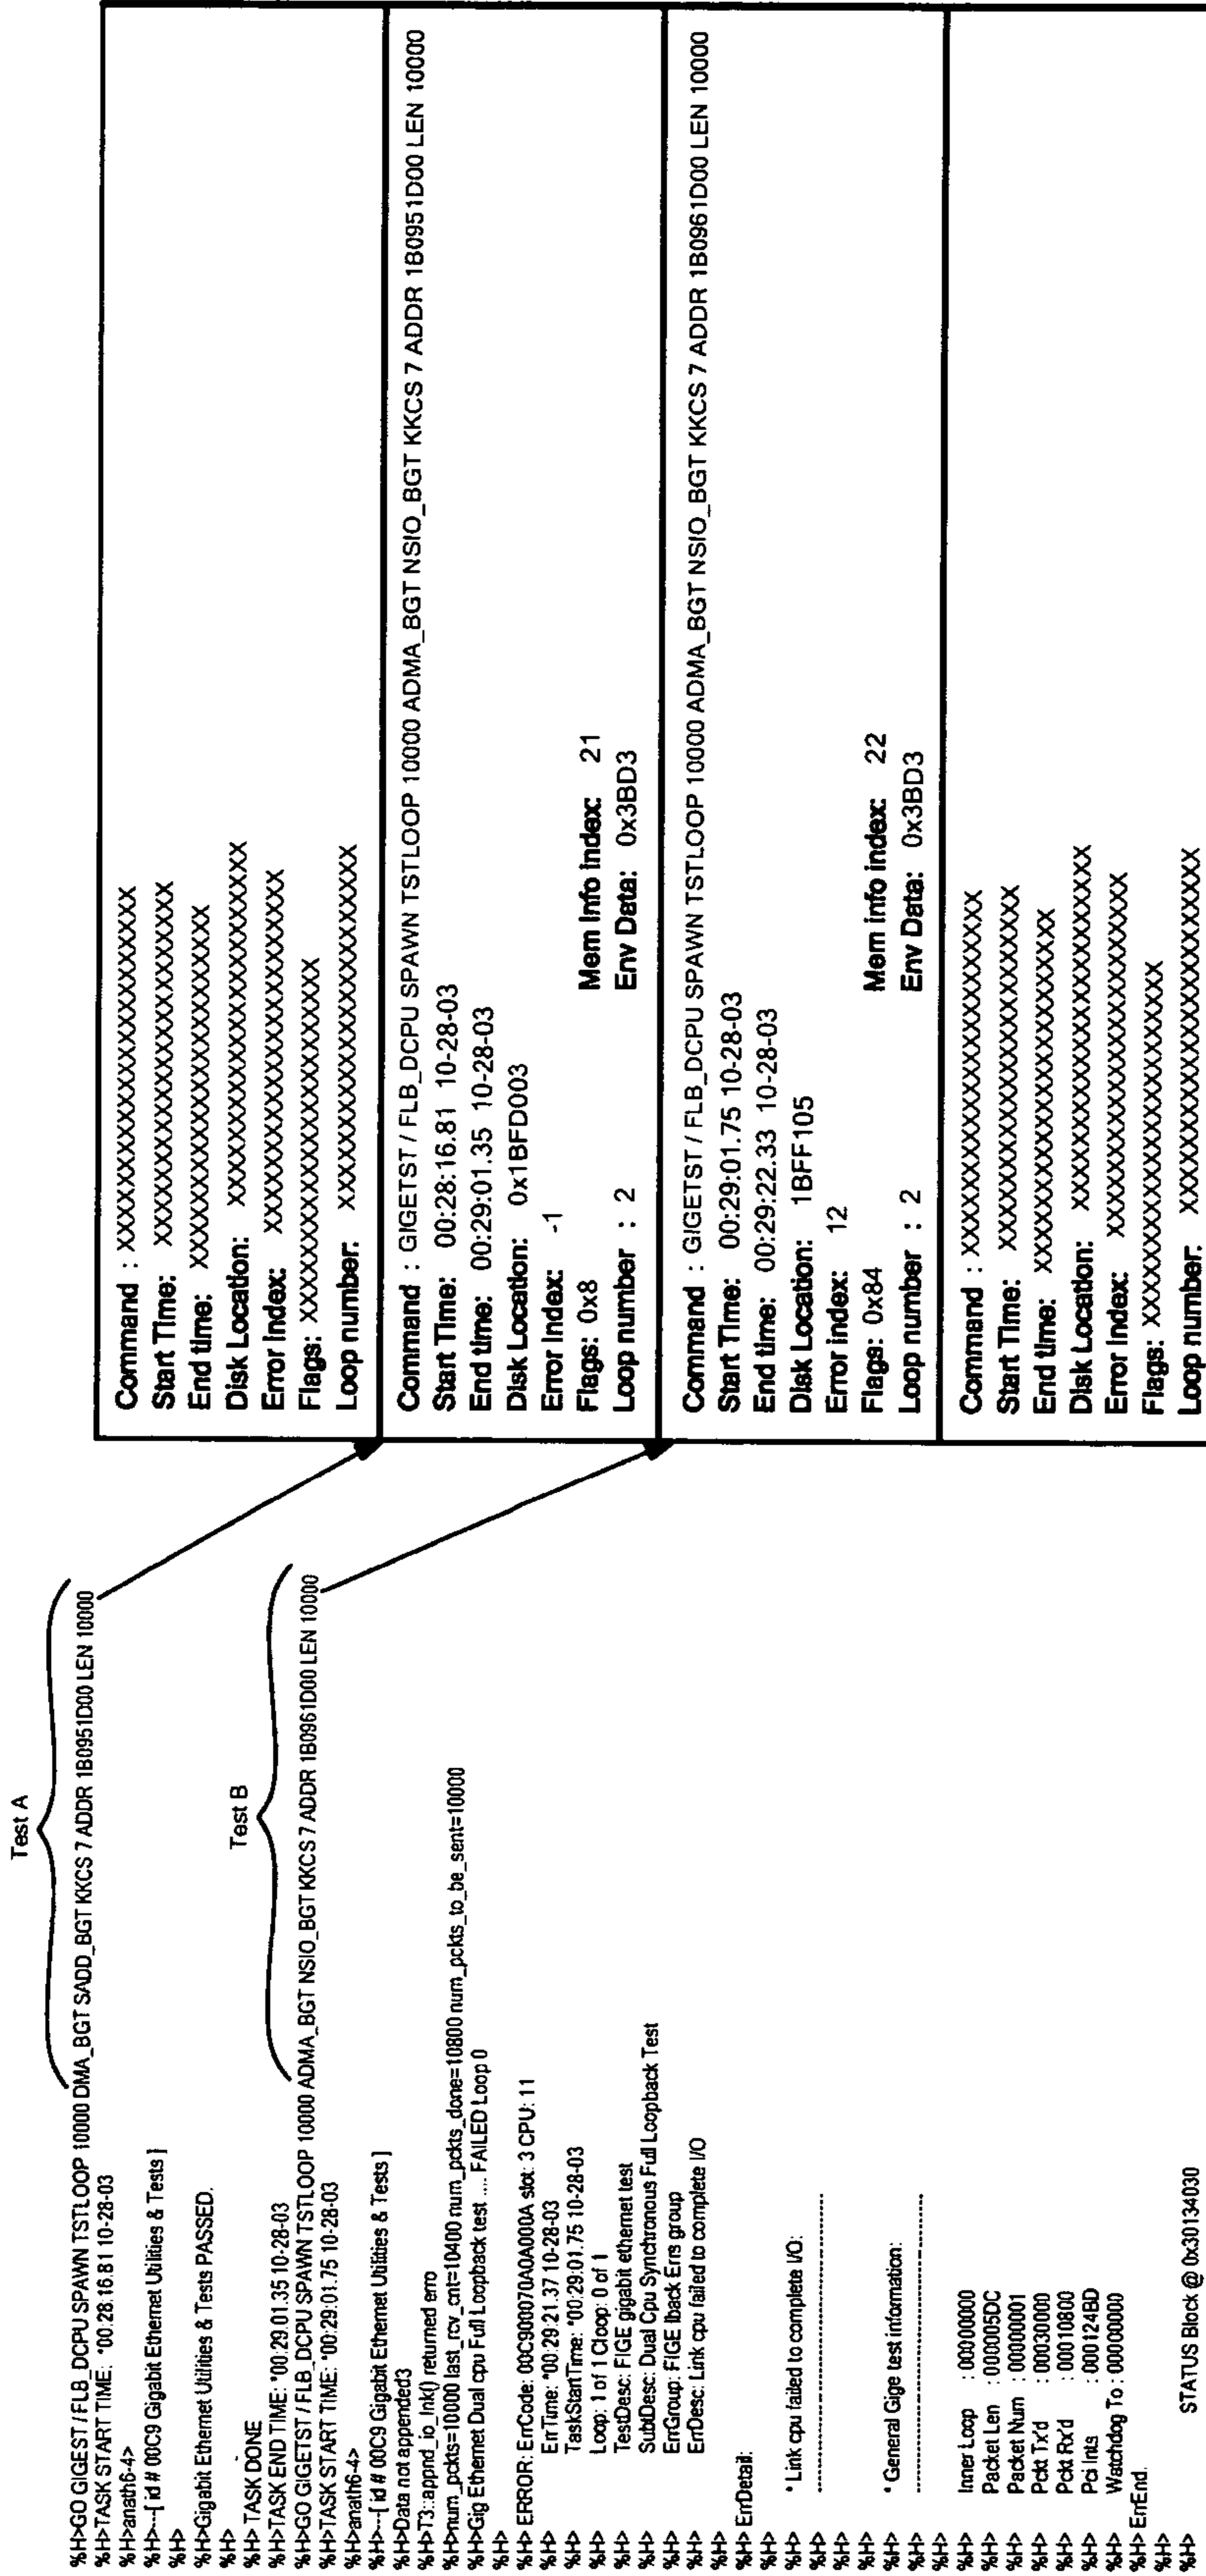 Test A
%H>GO GIGEST / FLB_DCPU SPAWN TSTLOOP 10000 DMA_BGT SADD_BGT KKCS 7 ADDR 1B0951D00 LEN 10000
%H>TASK START TIME: "00:28:16.81 10-28-03
%H>anath6-4>
%H>---[ id # 00C9 Gigabit Ethernet Utilities & Tests ]
%H>
%H>Gigabit Ethernet Utilities & Tests PASSED.
%H>
%H> TASK DONE
%H>TASK END TIME: "00:29:01.35 10-28-03
Test B
%H>GO GIGETST / FLB_DCPU SPAWN TSTLOOP 10000 ADMA_BGT NSIO_BGT KKCS 7 ADDR 1B0961D00 LEN 10000
%H>TASK START TIME: "00:29:01.75 10-28-03
%H>anath6-4>
%H>---[ id # 00C9 Gigabit Ethernet Utilities & Tests ]
%H>Data not appended3
%H>T3::appnd_io_lnk() returned erro
%H>num_pckts=10000 last_rcv_cnt=10400 num_pckts_done=10800 num_pckts_to_be_sent=10000
%H>Gig Ethernet Dual cpu Full Loopback test .... FAILED Loop 0
%H>
%H> ERROR: ErrCode: 00C900070A0A000A slot: 3 CPU: 11
%H> ErrTime: "00:29:21.37 10-28-03
%H> TaskStartTime: "00:29:01.75 10-28-03
%H> Loop: 1 of 1 Cloop: 0 of 1
%H> TestDesc: FIGE gigabit ethernet test
%H> SubtDesc: Dual Cpu Synchronous Full Loopback Test
%H> ErrGroup: FIGE lback Errs group
%H> ErrDesc: Link cpu failed to complete I/O
%H>
%H> ErrDetail:
%H>
%H> * Link cpu failed to complete I/O:
%H> ------------------------------------
%H>
%H>
%H> * General Gige test information:
%H> ------------------------------------
%H>
%H> Inner Loop : 00000000
%H> Packet Len : 000005DC
%H> Packet Num : 00000001
%H> Pckt Tx'd : 00030000
%H> Pckt Rx'd : 00010800
%H> Pci Ints : 000124BD
%H> Watchdog To : 00000000
%H> ErrEnd.
%H>
%H> STATUS Block @ 0x30134030
Command : XXXXXXXXXXXXXXXXXXXXXXXX
Start Time: XXXXXXXXXXXXXXXXXXXXXXXX
End time: XXXXXXXXXXXXXXXXXXXXXXXX
Disk Location: XXXXXXXXXXXXXXXXXXXXXXXX
Error Index: XXXXXXXXXXXXXXXXXXXXXXXX
Flags: XXXXXXXXXXXXXXXXXXXXXXXX
Loop number: XXXXXXXXXXXXXXXXXXXXXXXX
Command : GIGETST / FLB_DCPU SPAWN TSTLOOP 10000 ADMA_BGT NSIO_BGT KKCS 7 ADDR 1B0951D00 LEN 10000
Start Time: 00:28:16.81 10-28-03
End time: 00:29:01.35 10-28-03
Disk Location: 0x1BFD003
Error Index: -1
Flags: 0x8 Mem Info index: 21
Loop number : 2 Env Data: 0x3BD3
Command : GIGETST / FLB_DCPU SPAWN TSTLOOP 10000 ADMA_BGT NSIO_BGT KKCS 7 ADDR 1B0961D00 LEN 10000
Start Time: 00:29:01.75 10-28-03
End time: 00:29:22.33 10-28-03
Disk Location: 1BFF105
Error index: 12
Flags: 0x84 Mem info index: 22
Loop number : 2 Env Data: 0x3BD3
Command : XXXXXXXXXXXXXXXXXXXXXXXX
Start Time: XXXXXXXXXXXXXXXXXXXXXXXX
End time: XXXXXXXXXXXXXXXXXXXXXXXX
Disk Location: XXXXXXXXXXXXXXXXXXXXXXXX
Error Index: XXXXXXXXXXXXXXXXXXXXXXXX
Flags: XXXXXXXXXXXXXXXXXXXXXXXX
Loop number: XXXXXXXXXXXXXXXXXXXXXXXX